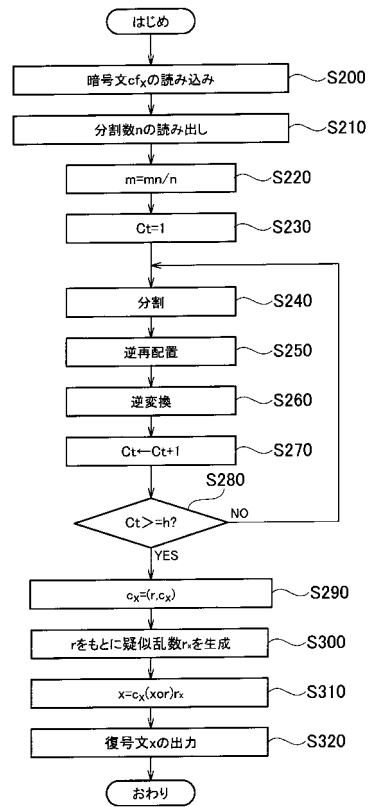 はじめ
暗号文cfxの読み込み
S200
分割数nの読み出し
S210
m=mn/n
S220
Ct=1
S230
分割
S240
逆再配置
S250
逆変換
S260
Ct←Ct+1
S270
S280
Ct>=h?
NO
YES
cx=(r,cx)
S290
rをもとに疑似乱数rxを生成
S300
x=cx(xor)rx
S310
復号文xの出力
S320
おわり